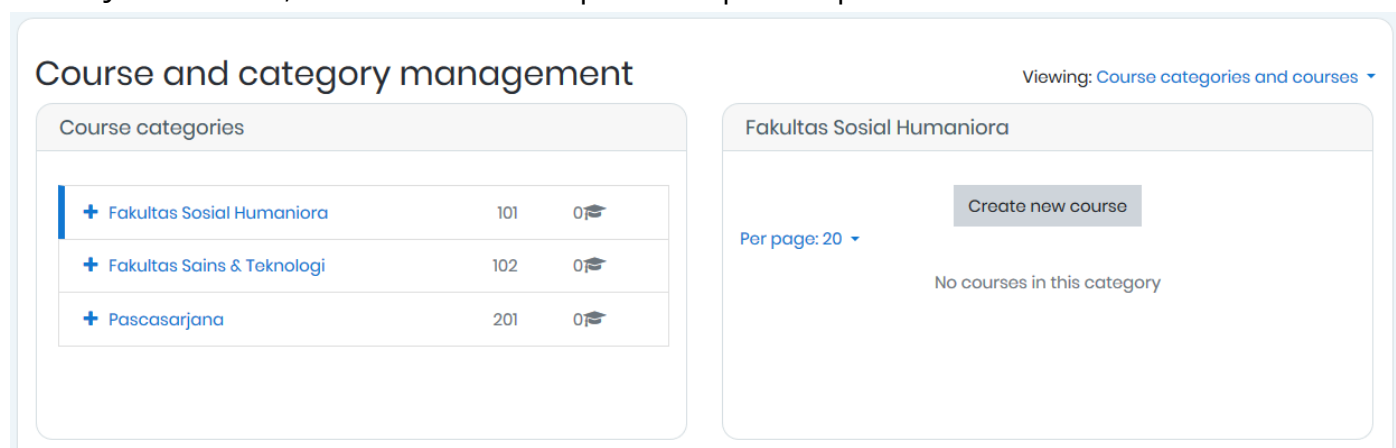 Course and category management
Viewing: Course categories and courses
Course categories
Fakultas Sosial Humaniora 101 0
Fakultas Sains & Teknologi 102 0
Pascasarjana 201 0
Fakultas Sosial Humaniora
Create new course
Per page: 20
No courses in this category